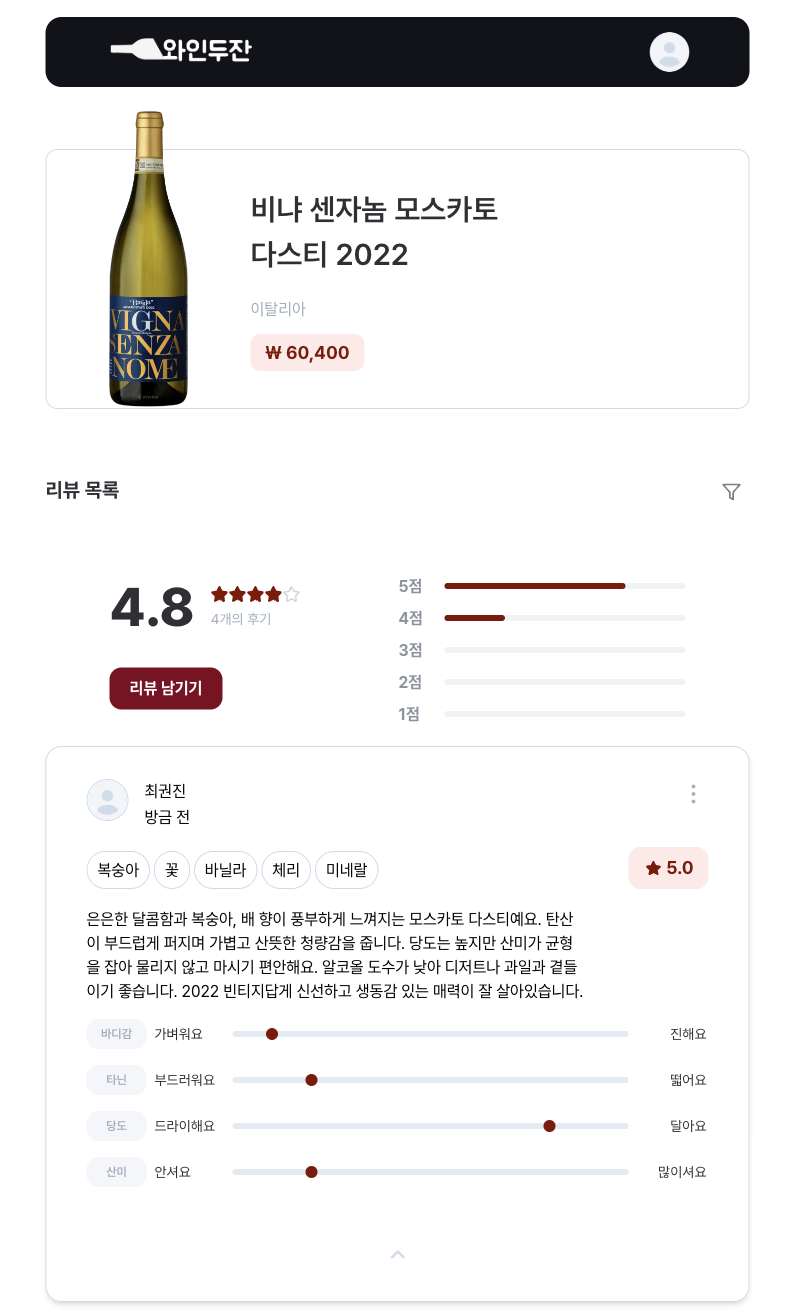 와인두잔
VIGNA
SENZA
NOME
비냐 센자놈 모스카토
다스티 2022
이탈리아
₩ 60,400
리뷰 목록
4.8
4개의 후기
리뷰 남기기
5점
4점
3점
2점
1점
최권진
방금 전
복숭아 꽃 바닐라 체리 미네랄
5.0
은은한 달콤함과 복숭아, 배 향이 풍부하게 느껴지는 모스카토 다스티예요. 탄산
이 부드럽게 퍼지며 가볍고 산뜻한 청량감을 줍니다. 당도는 높지만 산미가 균형
을 잡아 물리지 않고 마시기 편안해요. 알코올 도수가 낮아 디저트나 과일과 곁들
이기 좋습니다. 2022 빈티지답게 신선하고 생동감 있는 매력이 잘 살아있습니다.
바디감 가벼워요 진해요
타닌 부드러워요 떫어요
당도 드라이해요 달아요
산미 안셔요 많이셔요